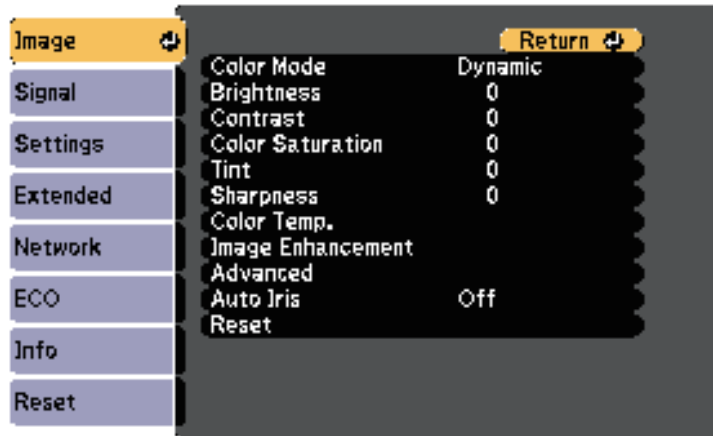 Image
Signal
Settings
Extended
Network
ECO
Info
Reset
Return
Color Mode Dynamic
Brightness 0
Contrast 0
Color Saturation 0
Tint 0
Sharpness 0
Color Temp.
Image Enhancement
Advanced
Auto Iris Off
Reset